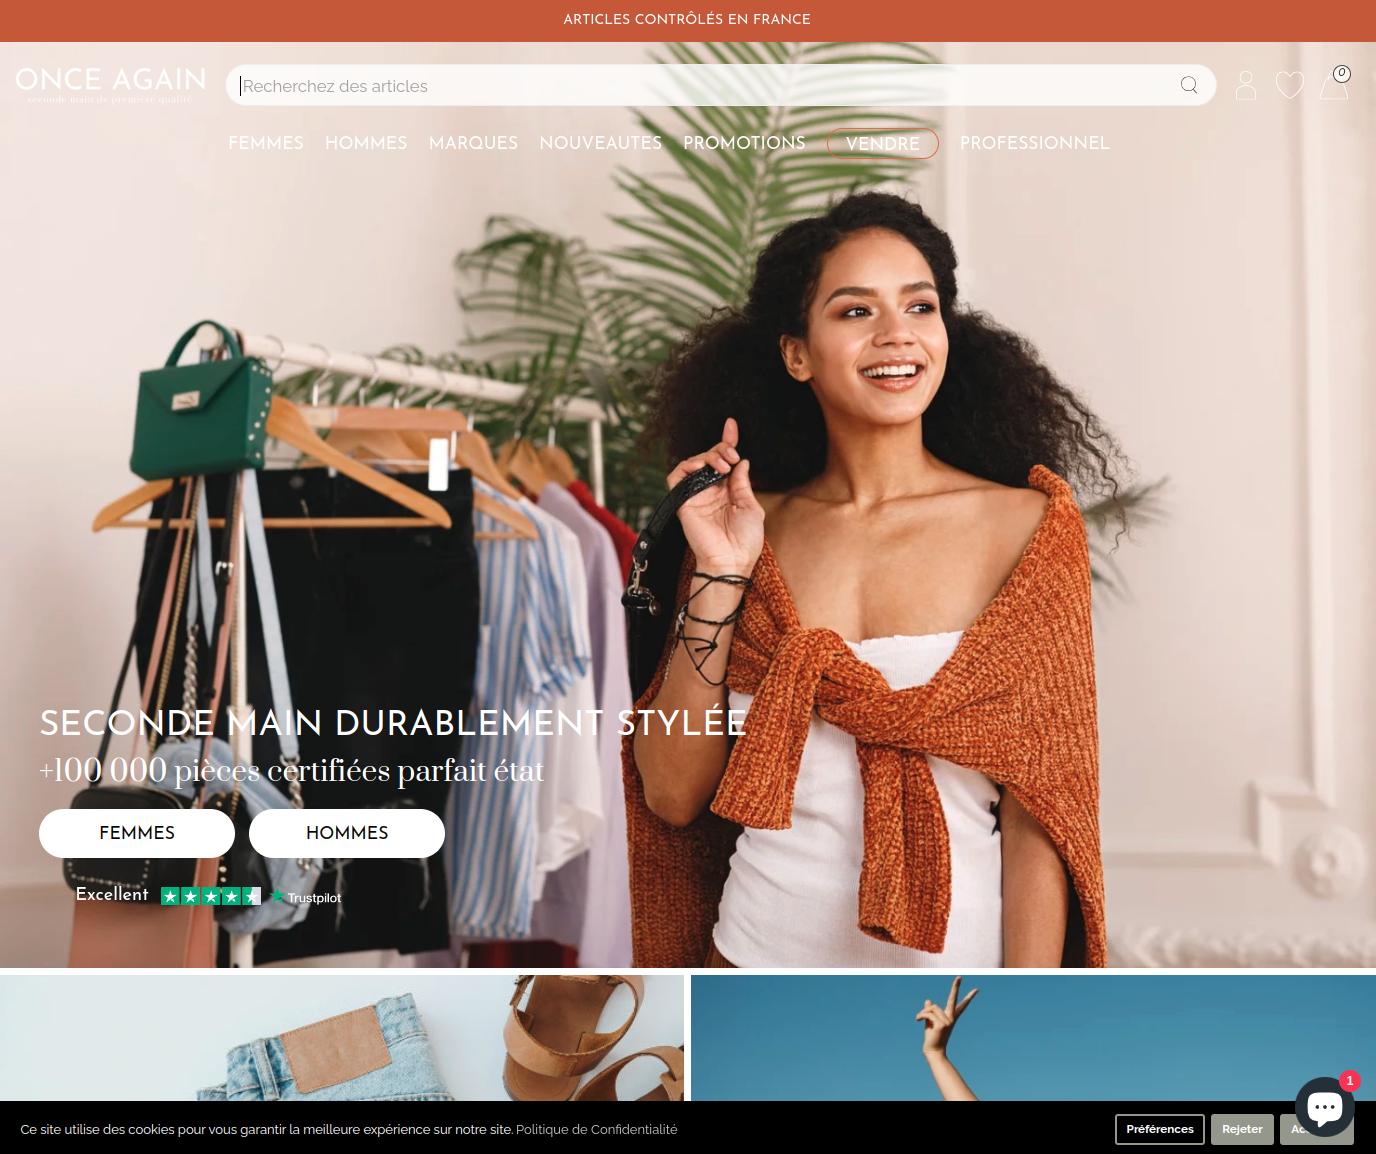 ARTICLES CONTRÔLÉS EN FRANCE
ONCE AGAIN
seconde main de première qualité
Recherchez des articles
0
FEMMES HOMMES MARQUES NOUVEAUTES PROMOTIONS VENDRE PROFESSIONNEL
SECONDE MAIN DURABLEMENT STYLÉE
+100 000 pièces certifiées parfait état
FEMMES HOMMES
Excellent Trustpilot
1
Ce site utilise des cookies pour vous garantir la meilleure expérience sur notre site. Politique de Confidentialité
Préférences Rejeter